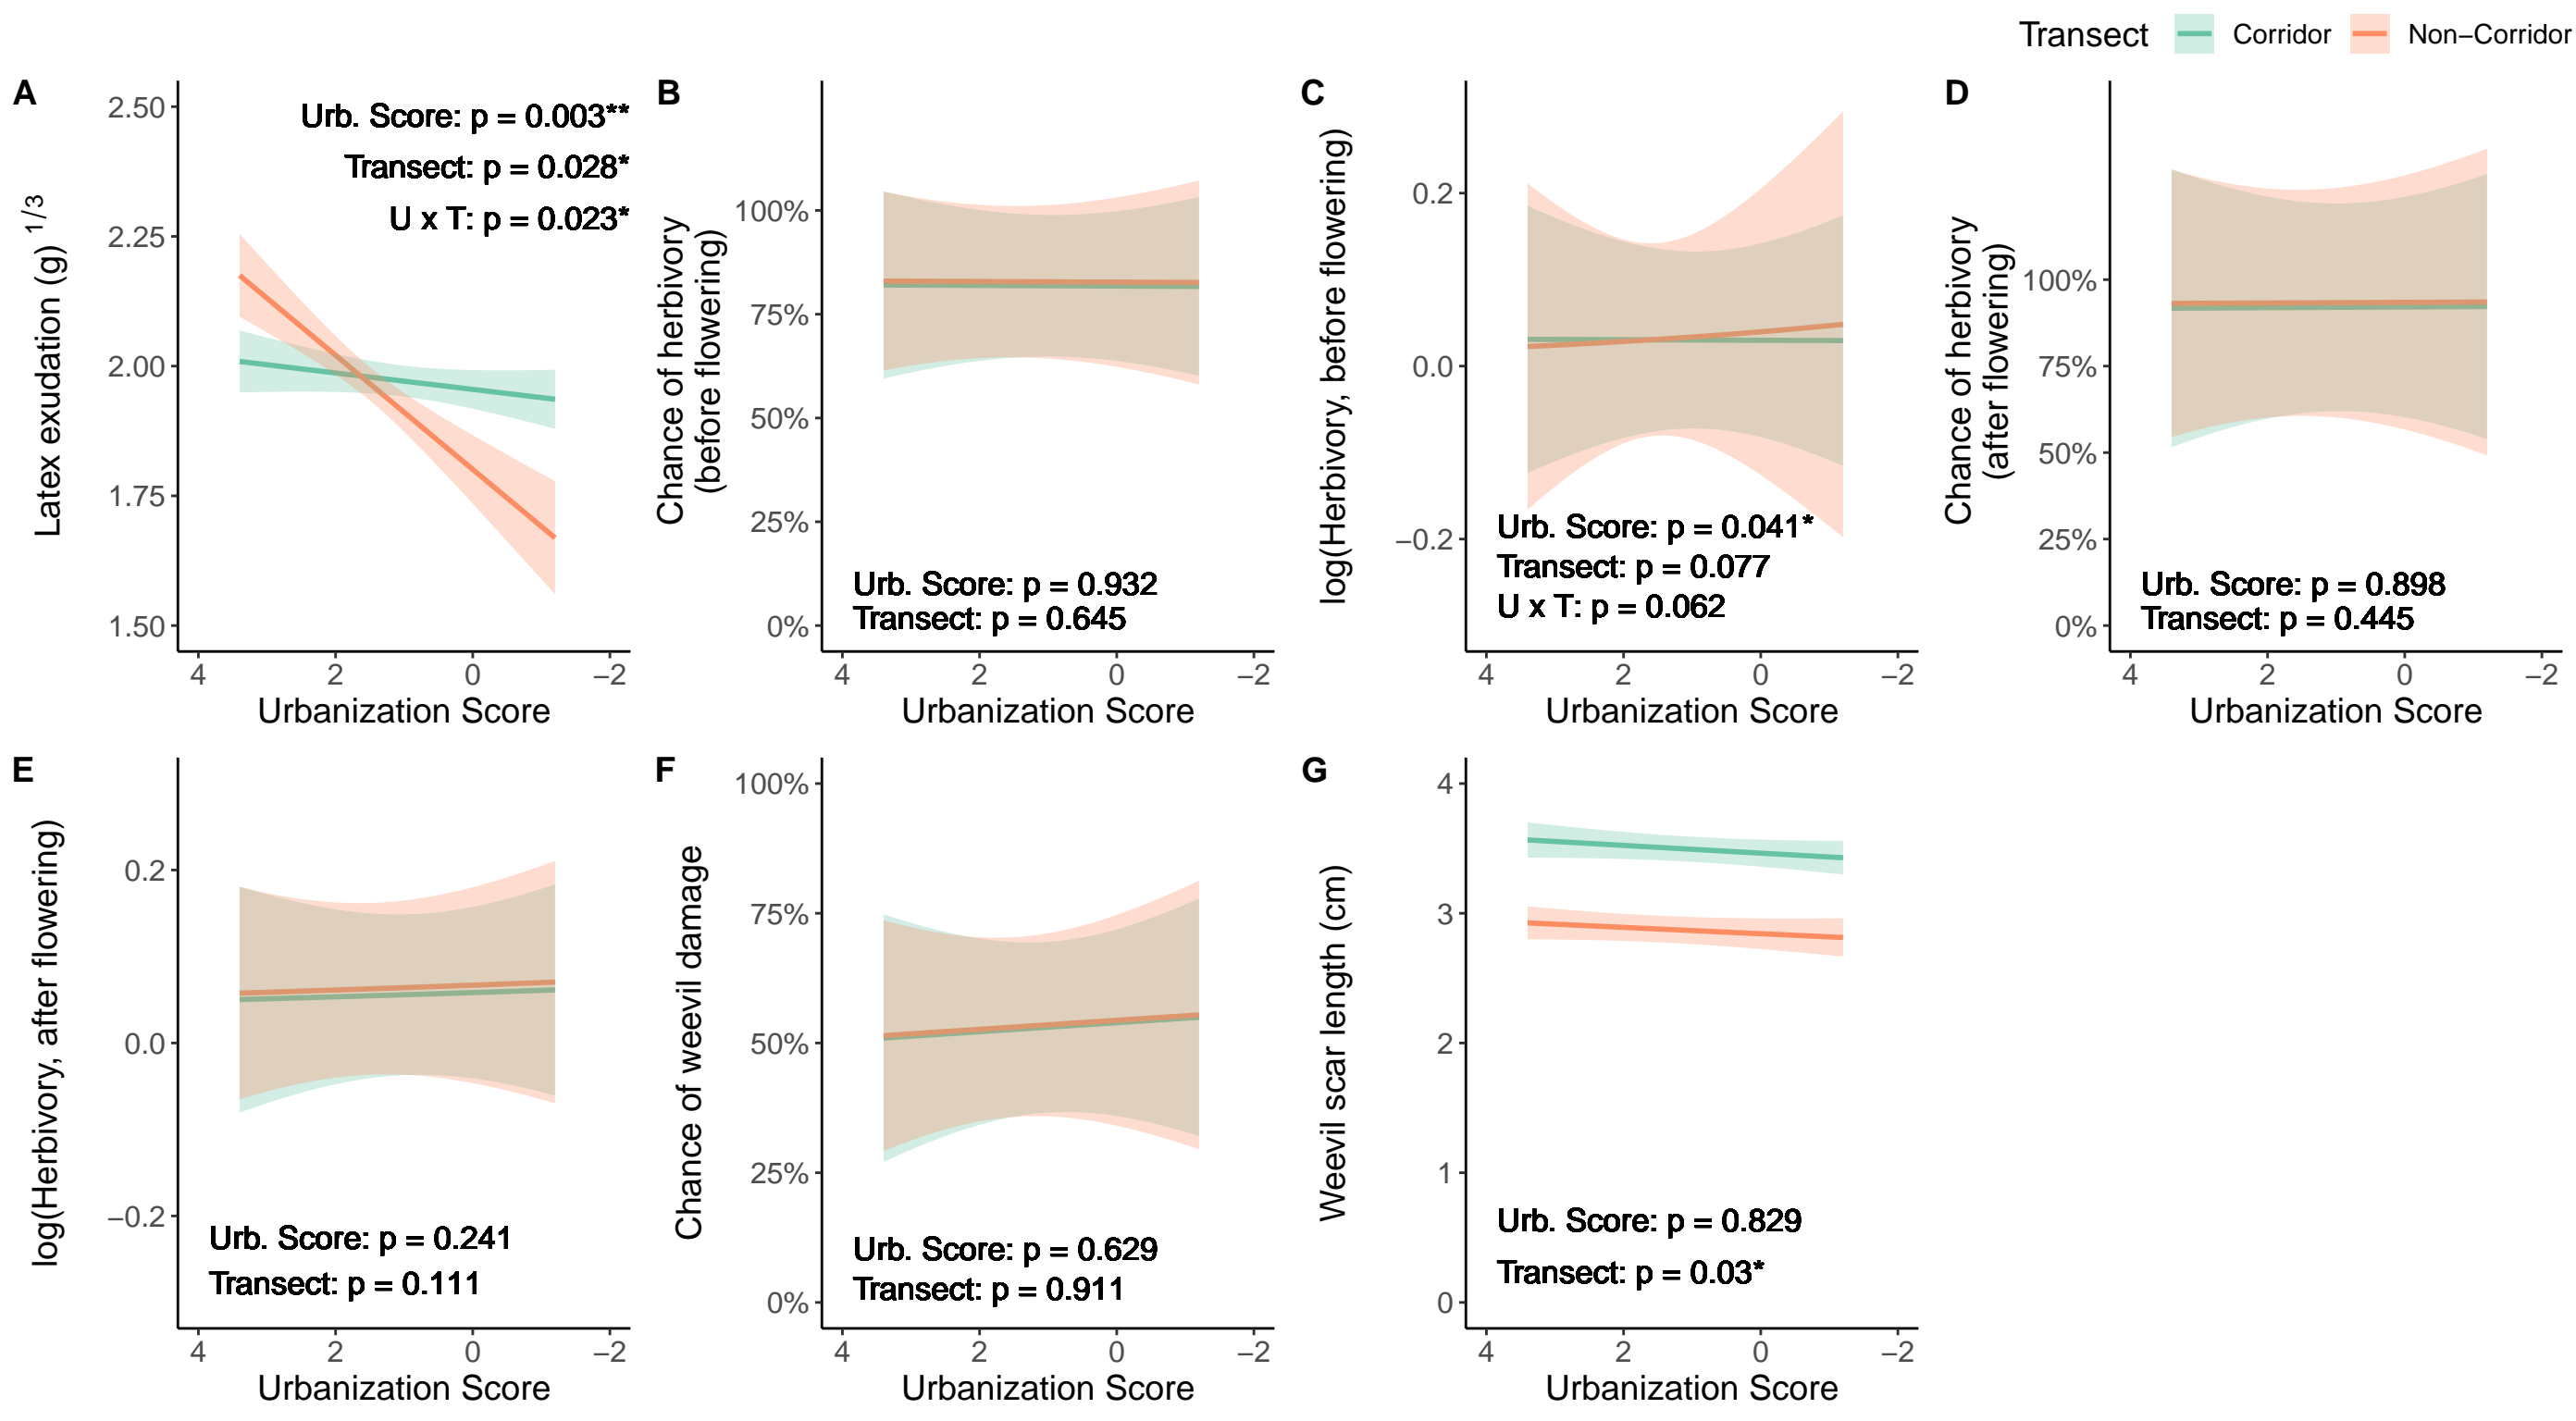 Transect Corridor Non−Corridor
A
2.50
2.25
2.00
1.75
1.50
Latex exudation (g) 1/3
Urb. Score: p = 0.003**
Transect: p = 0.028*
U x T: p = 0.023*
4 2 0 −2
Urbanization Score
B
100%
75%
50%
25%
0%
Chance of herbivory
(before flowering)
Urb. Score: p = 0.932
Transect: p = 0.645
4 2 0 −2
Urbanization Score
C
0.2
0.0
−0.2
log(Herbivory, before flowering)
Urb. Score: p = 0.041*
Transect: p = 0.077
U x T: p = 0.062
4 2 0 −2
Urbanization Score
D
100%
75%
50%
25%
0%
Chance of herbivory
(after flowering)
Urb. Score: p = 0.898
Transect: p = 0.445
4 2 0 −2
Urbanization Score
E
0.2
0.0
−0.2
log(Herbivory, after flowering)
Urb. Score: p = 0.241
Transect: p = 0.111
4 2 0 −2
Urbanization Score
F
100%
75%
50%
25%
0%
Chance of weevil damage
Urb. Score: p = 0.629
Transect: p = 0.911
4 2 0 −2
Urbanization Score
G
4
3
2
1
0
Weevil scar length (cm)
Urb. Score: p = 0.829
Transect: p = 0.03*
4 2 0 −2
Urbanization Score